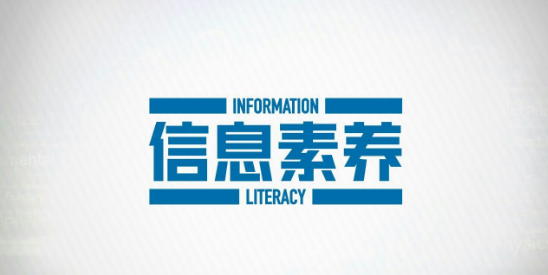 INFORMATION
信息素养
LITERACY